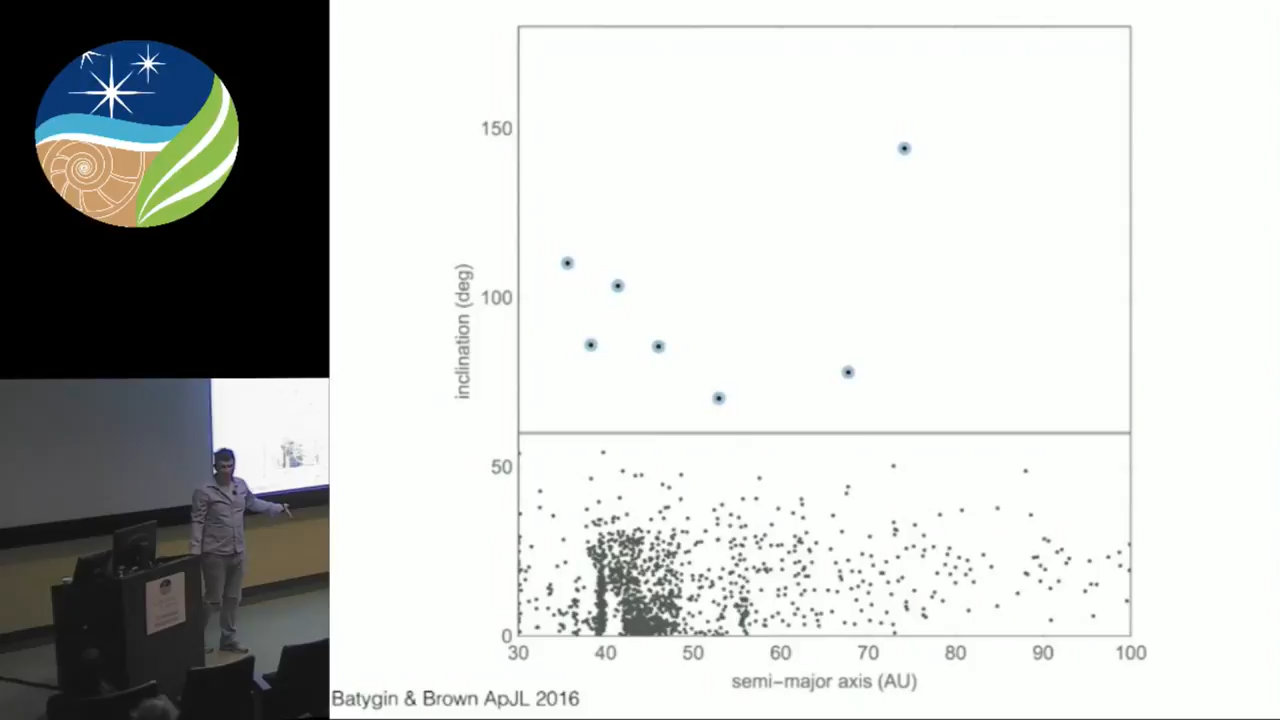 150
100
50
0
inclination (deg)
30 40 50 60 70 80 90 100
semi-major axis (AU)
Batygin & Brown ApJL 2016